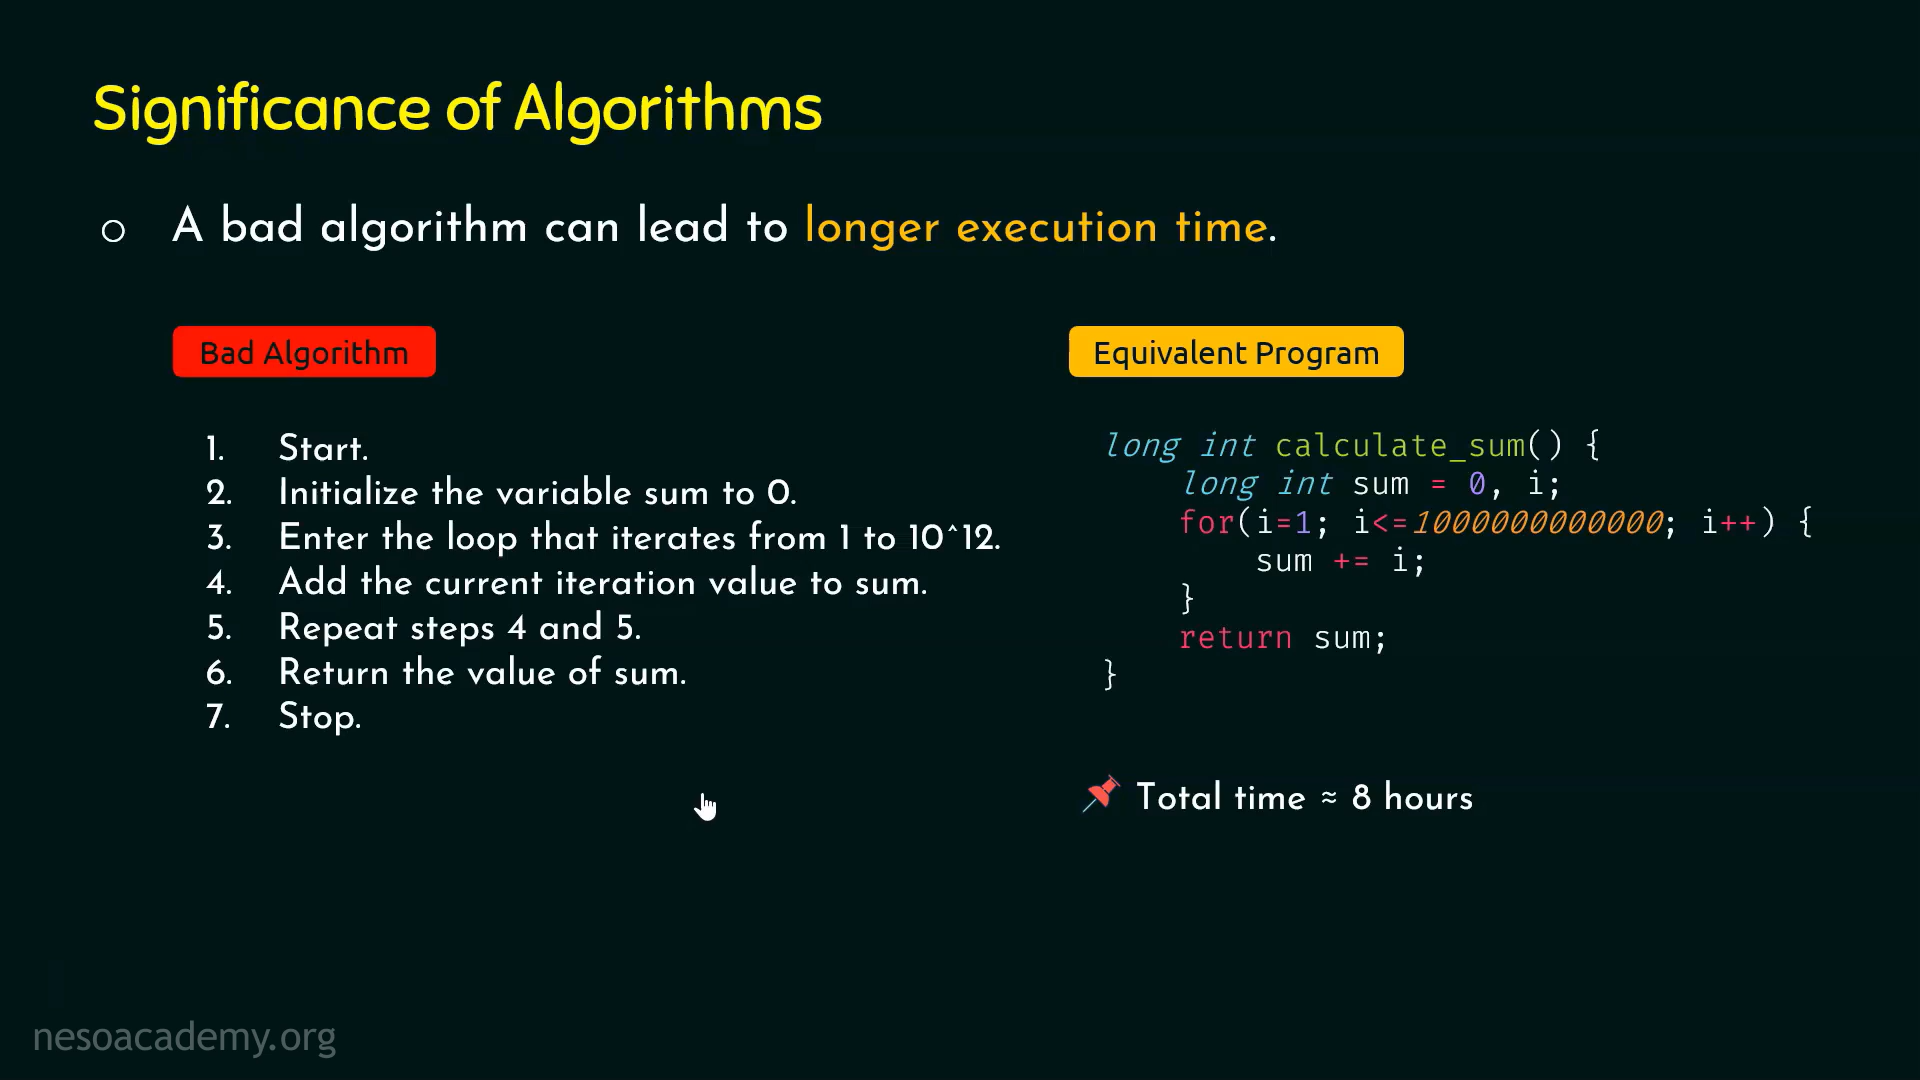 Significance of Algorithms
○ A bad algorithm can lead to longer execution time.
Bad Algorithm
1. Start.
2. Initialize the variable sum to 0.
3. Enter the loop that iterates from 1 to 10^12.
4. Add the current iteration value to sum.
5. Repeat steps 4 and 5.
6. Return the value of sum.
7. Stop.
Equivalent Program
long int calculate_sum() {
    long int sum = 0, i;
    for(i=1; i<=1000000000000; i++) {
        sum += i;
    }
    return sum;
}
📌 Total time ≈ 8 hours
nesoacademy.org